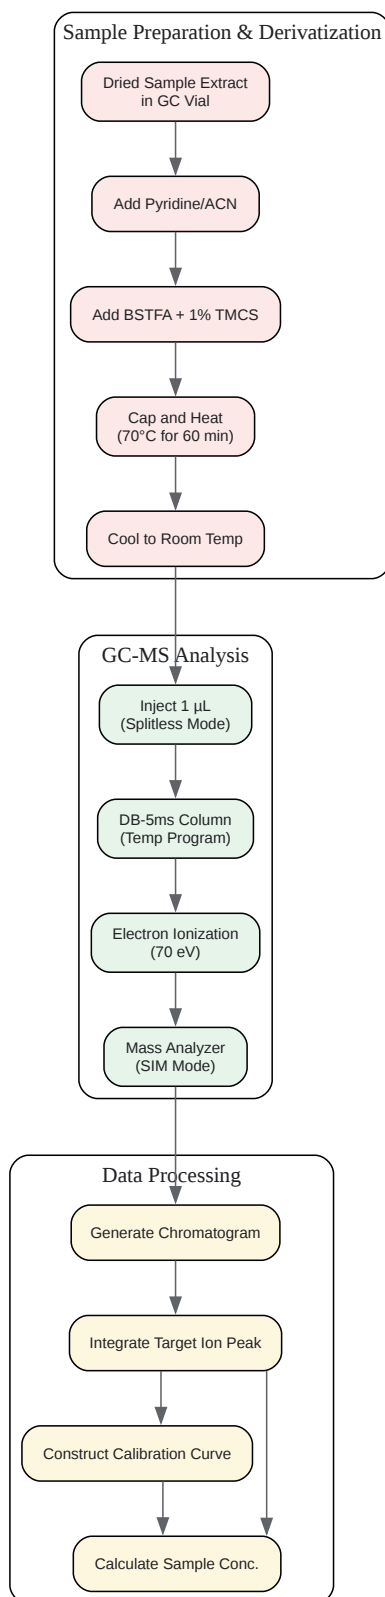 Sample Preparation & Derivatization
Dried Sample Extract
in GC Vial
Add Pyridine/ACN
Add BSTFA + 1% TMCS
Cap and Heat
(70°C for 60 min)
Cool to Room Temp
GC-MS Analysis
Inject 1 µL
(Splitless Mode)
DB-5ms Column
(Temp Program)
Electron Ionization
(70 eV)
Mass Analyzer
(SIM Mode)
Data Processing
Generate Chromatogram
Integrate Target Ion Peak
Construct Calibration Curve
Calculate Sample Conc.